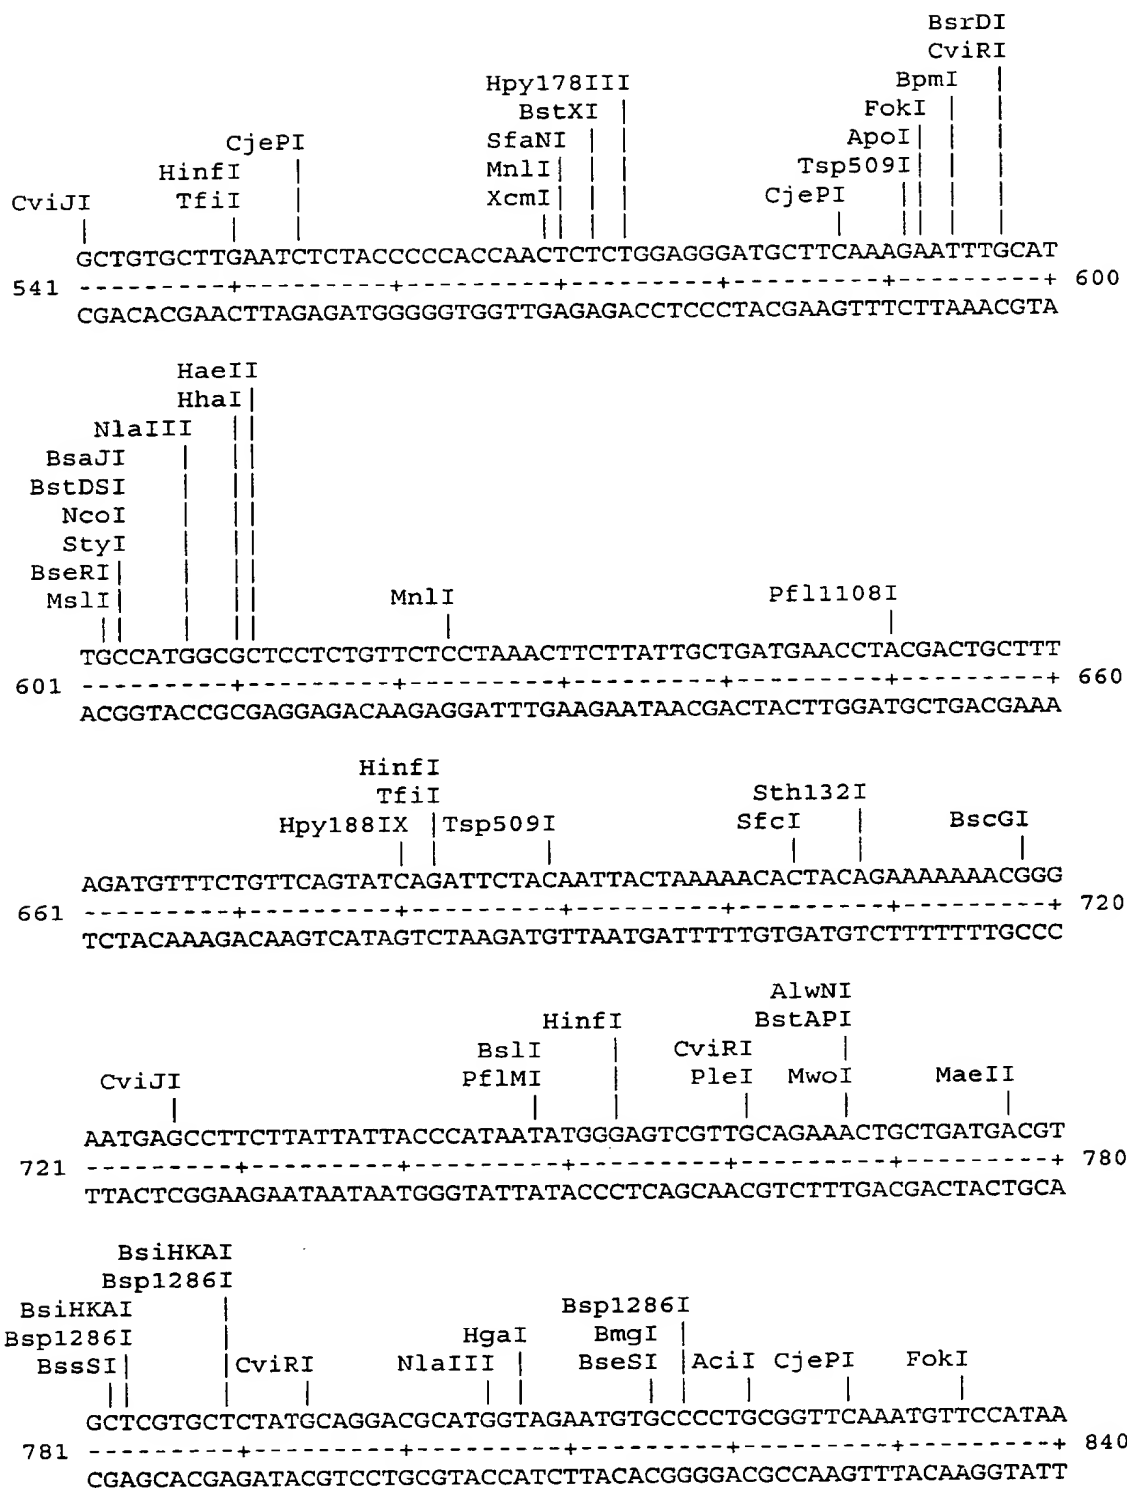 BsrDI
CviRI
Hpy178III BpmI
BstXI FokI
CjePI SfaNI ApoI
HinfI MnlI Tsp509I
CviJI TfiI XcmI CjePI
GCTGTGCTTGAATCTCTACCCCCACCAACTCTCTGGAGGGATGCTTCAAAGAATTTGCAT
541 ---------+---------+---------+---------+---------+---------+ 600
CGACACGAACTTAGAGATGGGGGTGGTTGAGAGACCTCCCTACGAAGTTTCTTAAACGTA
HaeII
HhaI
NlaIII
BsaJI
BstDSI
NcoI
StyI
BseRI
MslI MnlI Pfl1108I
TGCCATGGCGCTCCTCTGTTCTCCTAAACTTCTTATTGCTGATGAACCTACGACTGCTTT
601 ---------+---------+---------+---------+---------+---------+ 660
ACGGTACCGCGAGGAGACAAGAGGATTTGAAGAATAACGACTACTTGGATGCTGACGAAA
HinfI
TfiI Sth132I
Hpy188IX Tsp509I SfcI BscGI
AGATGTTTCTGTTCAGTATCAGATTCTACAATTACTAAAAACACTACAGAAAAAAACGGG
661 ---------+---------+---------+---------+---------+---------+ 720
TCTACAAAGACAAGTCATAGTCTAAGATGTTAATGATTTTTGTGATGTCTTTTTTTGCCC
AlwNI
HinfI BstAPI
BslI CviRI
CviJI PflMI PleI MwoI MaeII
AATGAGCCTTCTTATTATTACCCATAATATGGGAGTCGTTGCAGAAACTGCTGATGACGT
721 ---------+---------+---------+---------+---------+---------+ 780
TTACTCGGAAGAATAATAATGGGTATTATACCCTCAGCAACGTCTTTGACGACTACTGCA
BsiHKAI
Bsp1286I
BsiHKAI Bsp1286I
Bsp1286I HgaI BmgI
BssSI CviRI NlaIII BseSI AciI CjePI FokI
GCTCGTGCTCTATGCAGGACGCATGGTAGAATGTGCCCCTGCGGTTCAAATGTTCCATAA
781 ---------+---------+---------+---------+---------+---------+ 840
CGAGCACGAGATACGTCCTGCGTACCATCTTACACGGGGACGCCAAGTTTACAAGGTATT